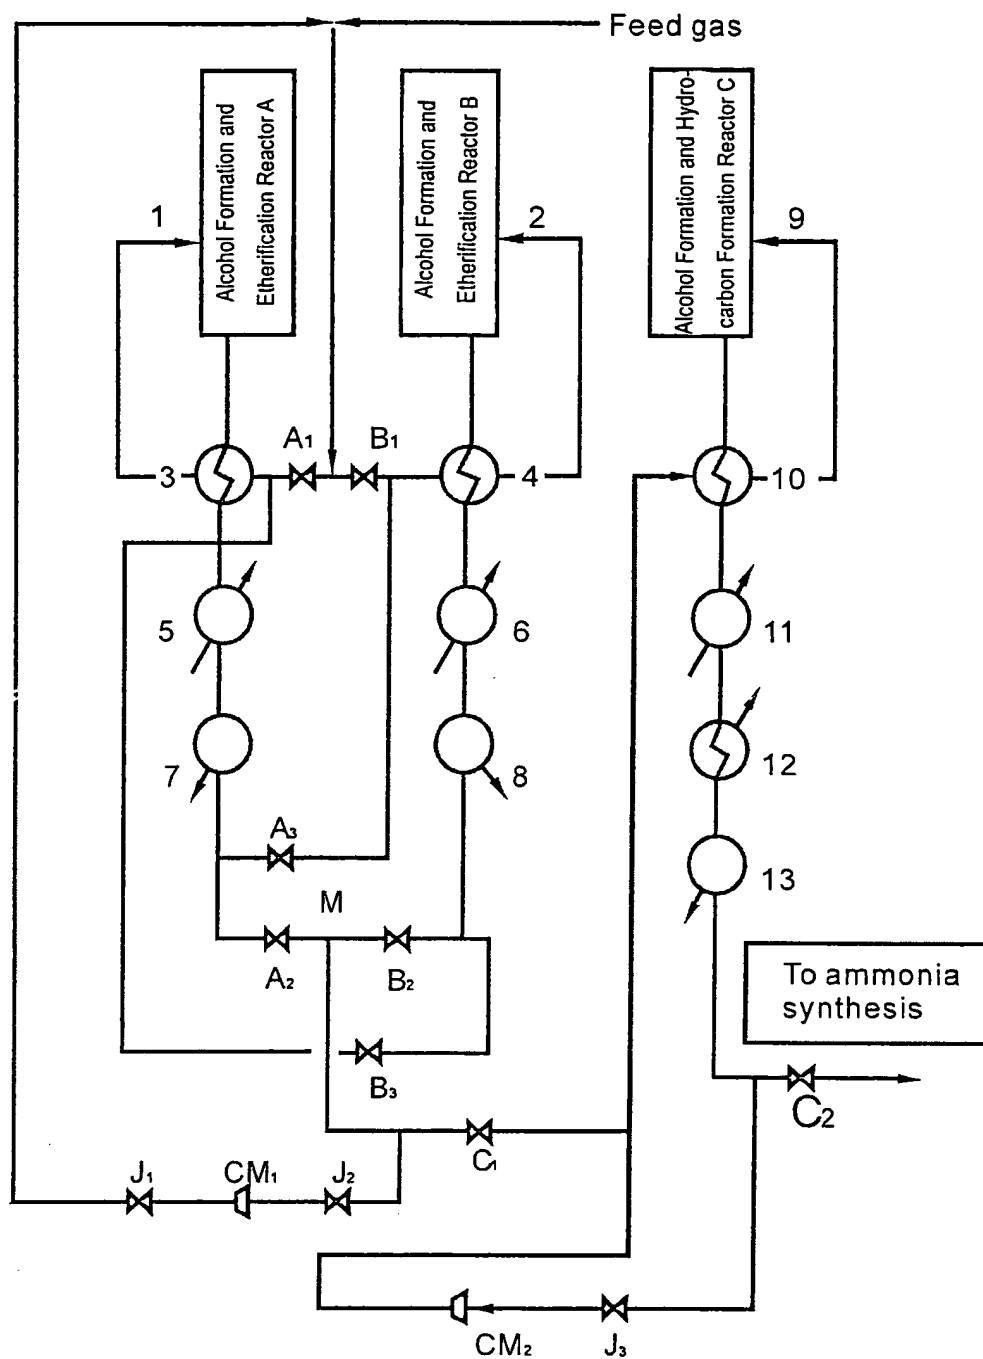 Feed gas
Alcohol Formation and
Etherification Reactor A
Alcohol Formation and
Etherification Reactor B
Alcohol Formation and Hydro-
carbon Formation Reactor C
1
2
9
A1
B1
3
4
10
5
6
11
7
8
12
A3
13
M
A2
B2
To ammonia
synthesis
B3
C2
C1
J1
CM1
J2
CM2
J3